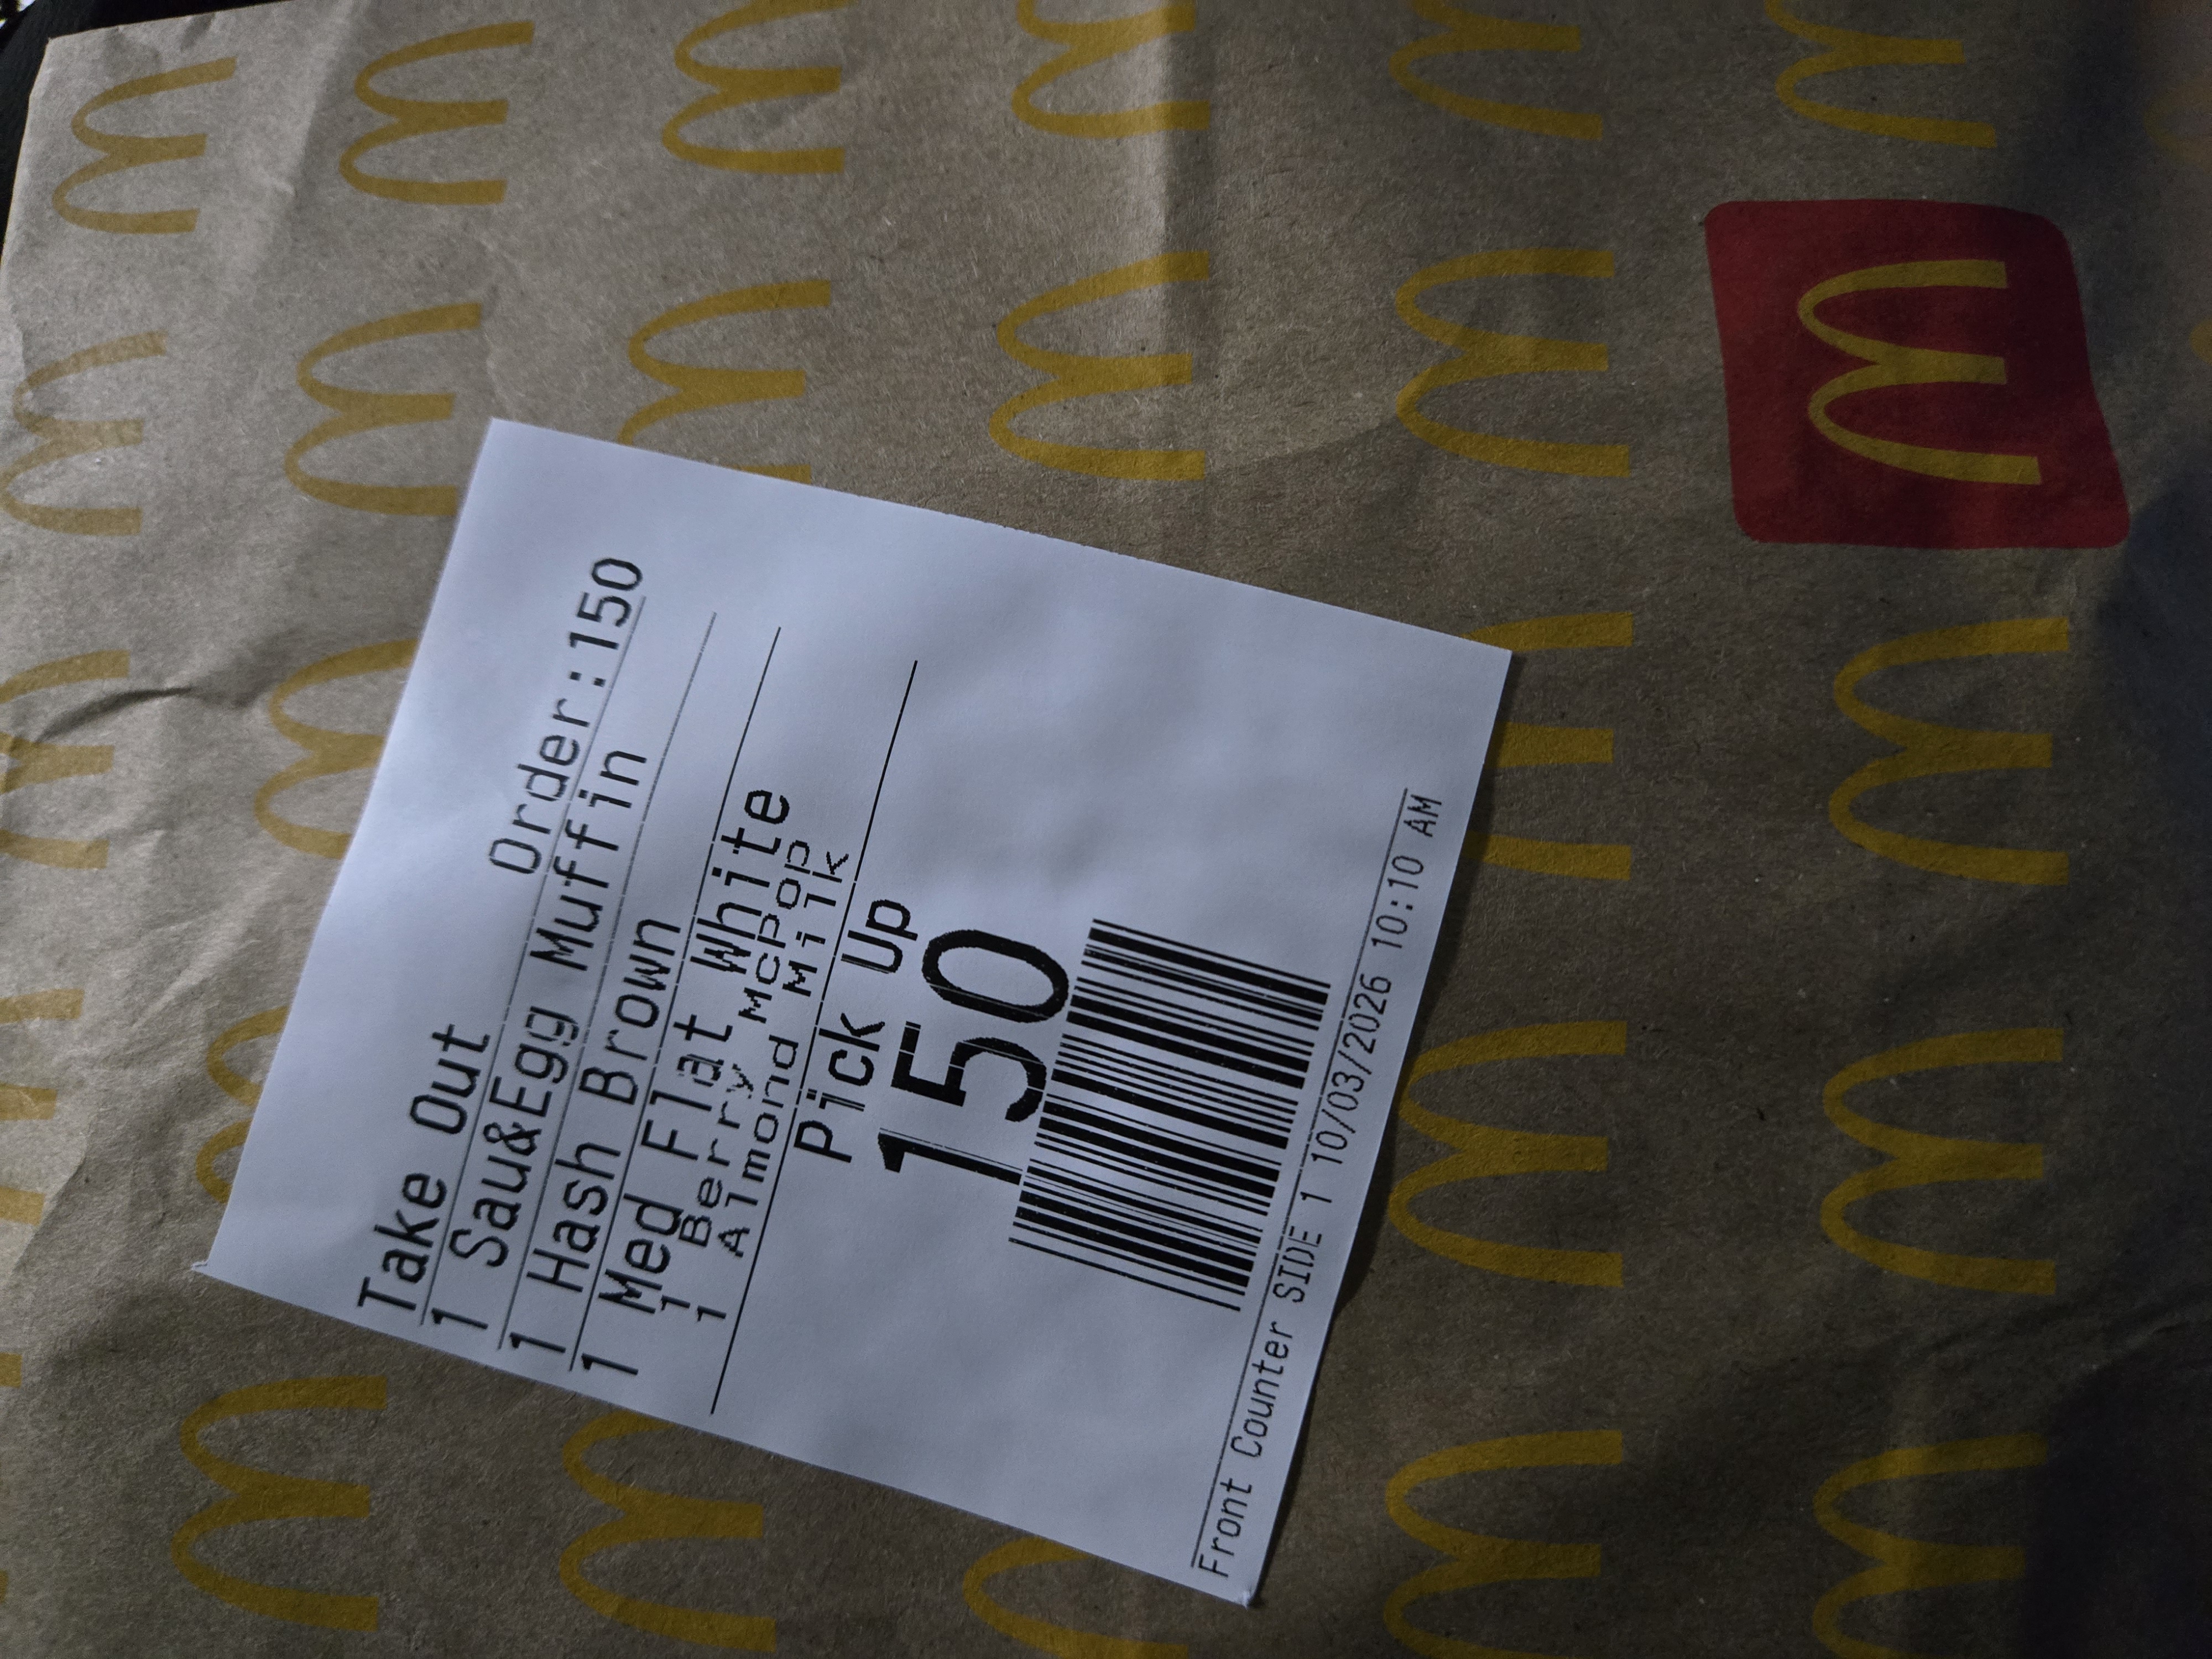 Take Out
Order:150
1 Sau&Egg Muffin
1 Hash Brown
1 Med Flat White
1 Berry McPop
1 Almond Milk
Pick Up
150
Front Counter SIDE 1 10/03/2026 10:10 AM